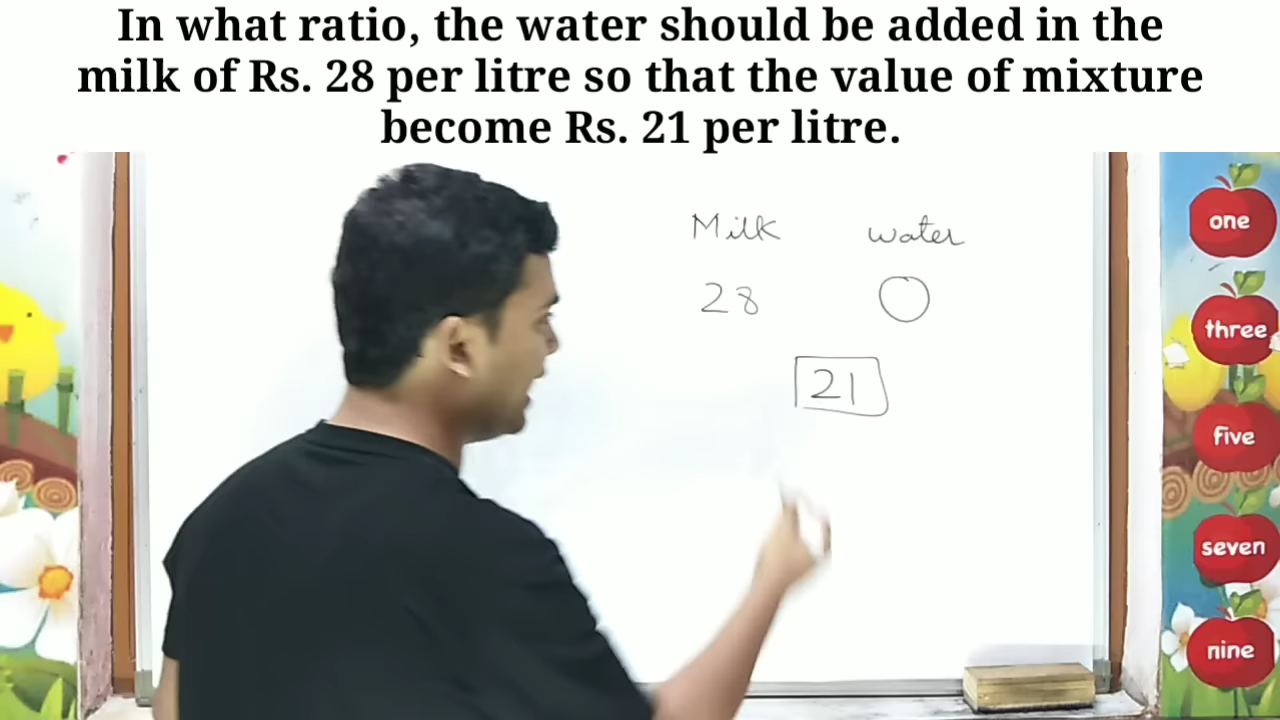 In what ratio, the water should be added in the
milk of Rs. 28 per litre so that the value of mixture
become Rs. 21 per litre.
Milk water
28 0
21
one
three
five
seven
nine